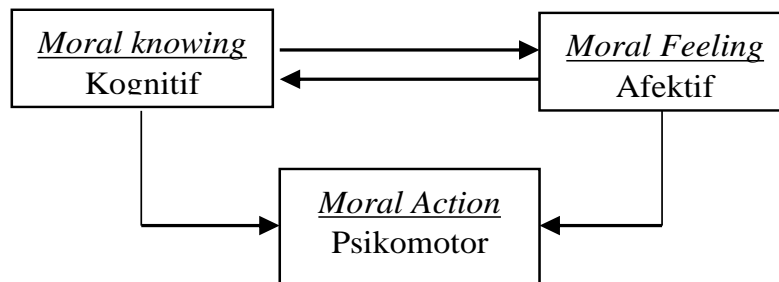 Moral knowing
Kognitif
Moral Feeling
Afektif
Moral Action
Psikomotor